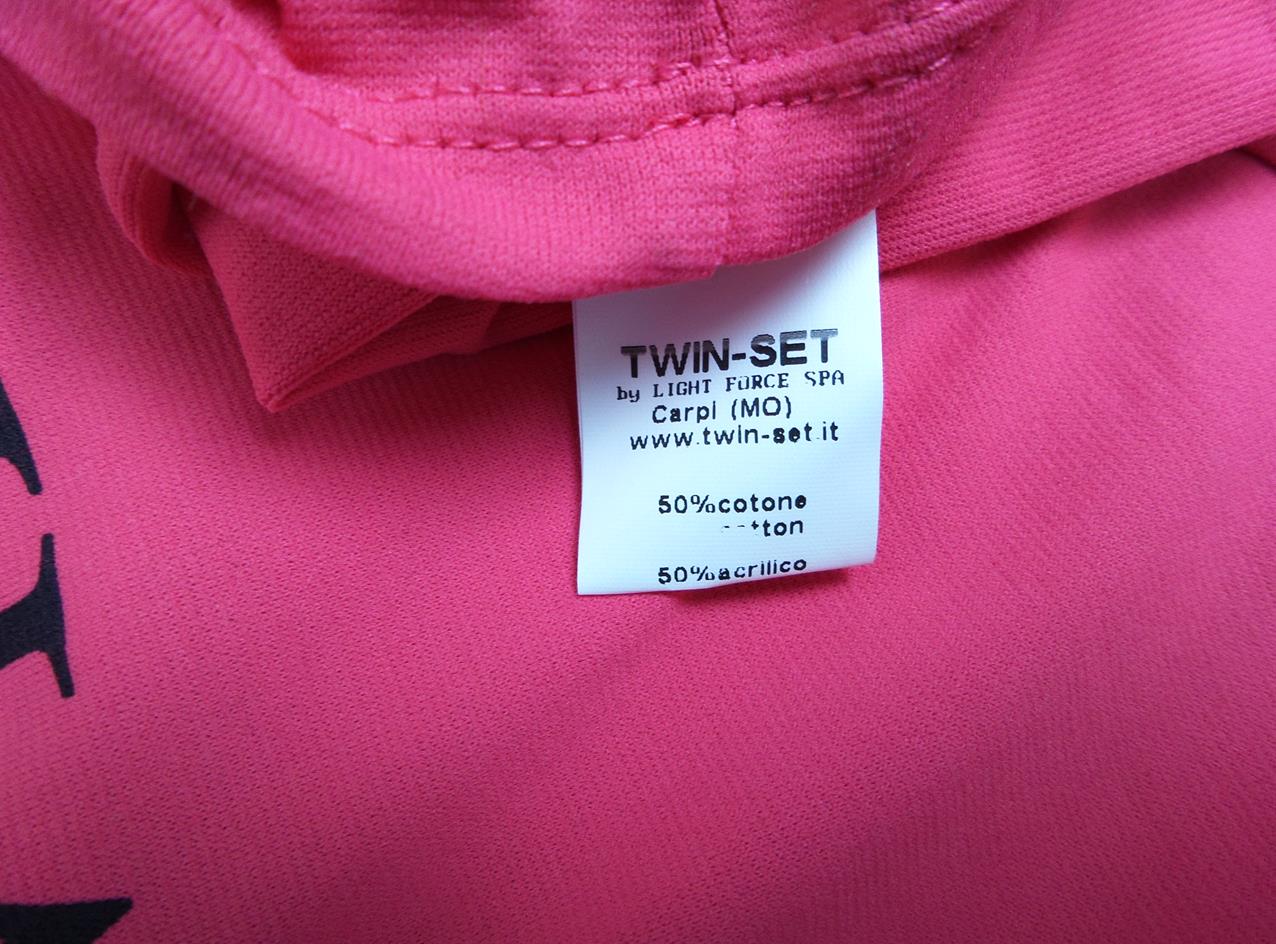 TWIN-SET
by LIGHT FORCE SPA
Carpi (MO)
www.twin-set.it
50%cotone
50%acrilico